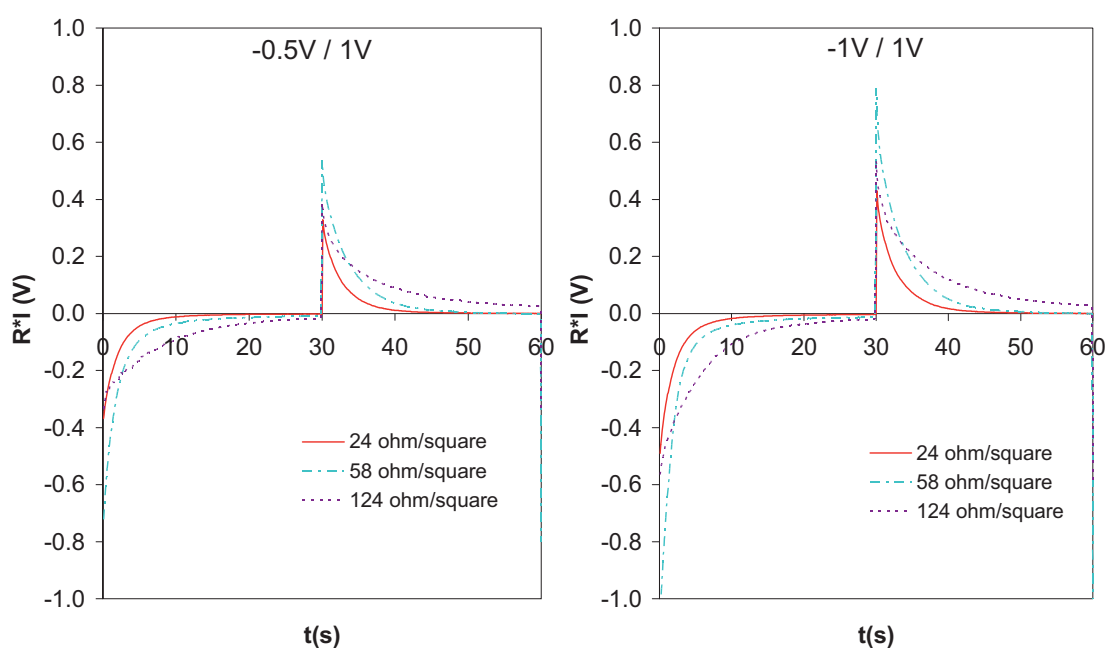 -0.5V / 1V
R*I (V)
1.0
0.8
0.6
0.4
0.2
0.0
-0.2
-0.4
-0.6
-0.8
-1.0
0 10 20 30 40 50 60
24 ohm/square
58 ohm/square
124 ohm/square
t(s)
-1V / 1V
R*I (V)
1.0
0.8
0.6
0.4
0.2
0.0
-0.2
-0.4
-0.6
-0.8
-1.0
0 10 20 30 40 50 60
24 ohm/square
58 ohm/square
124 ohm/square
t(s)